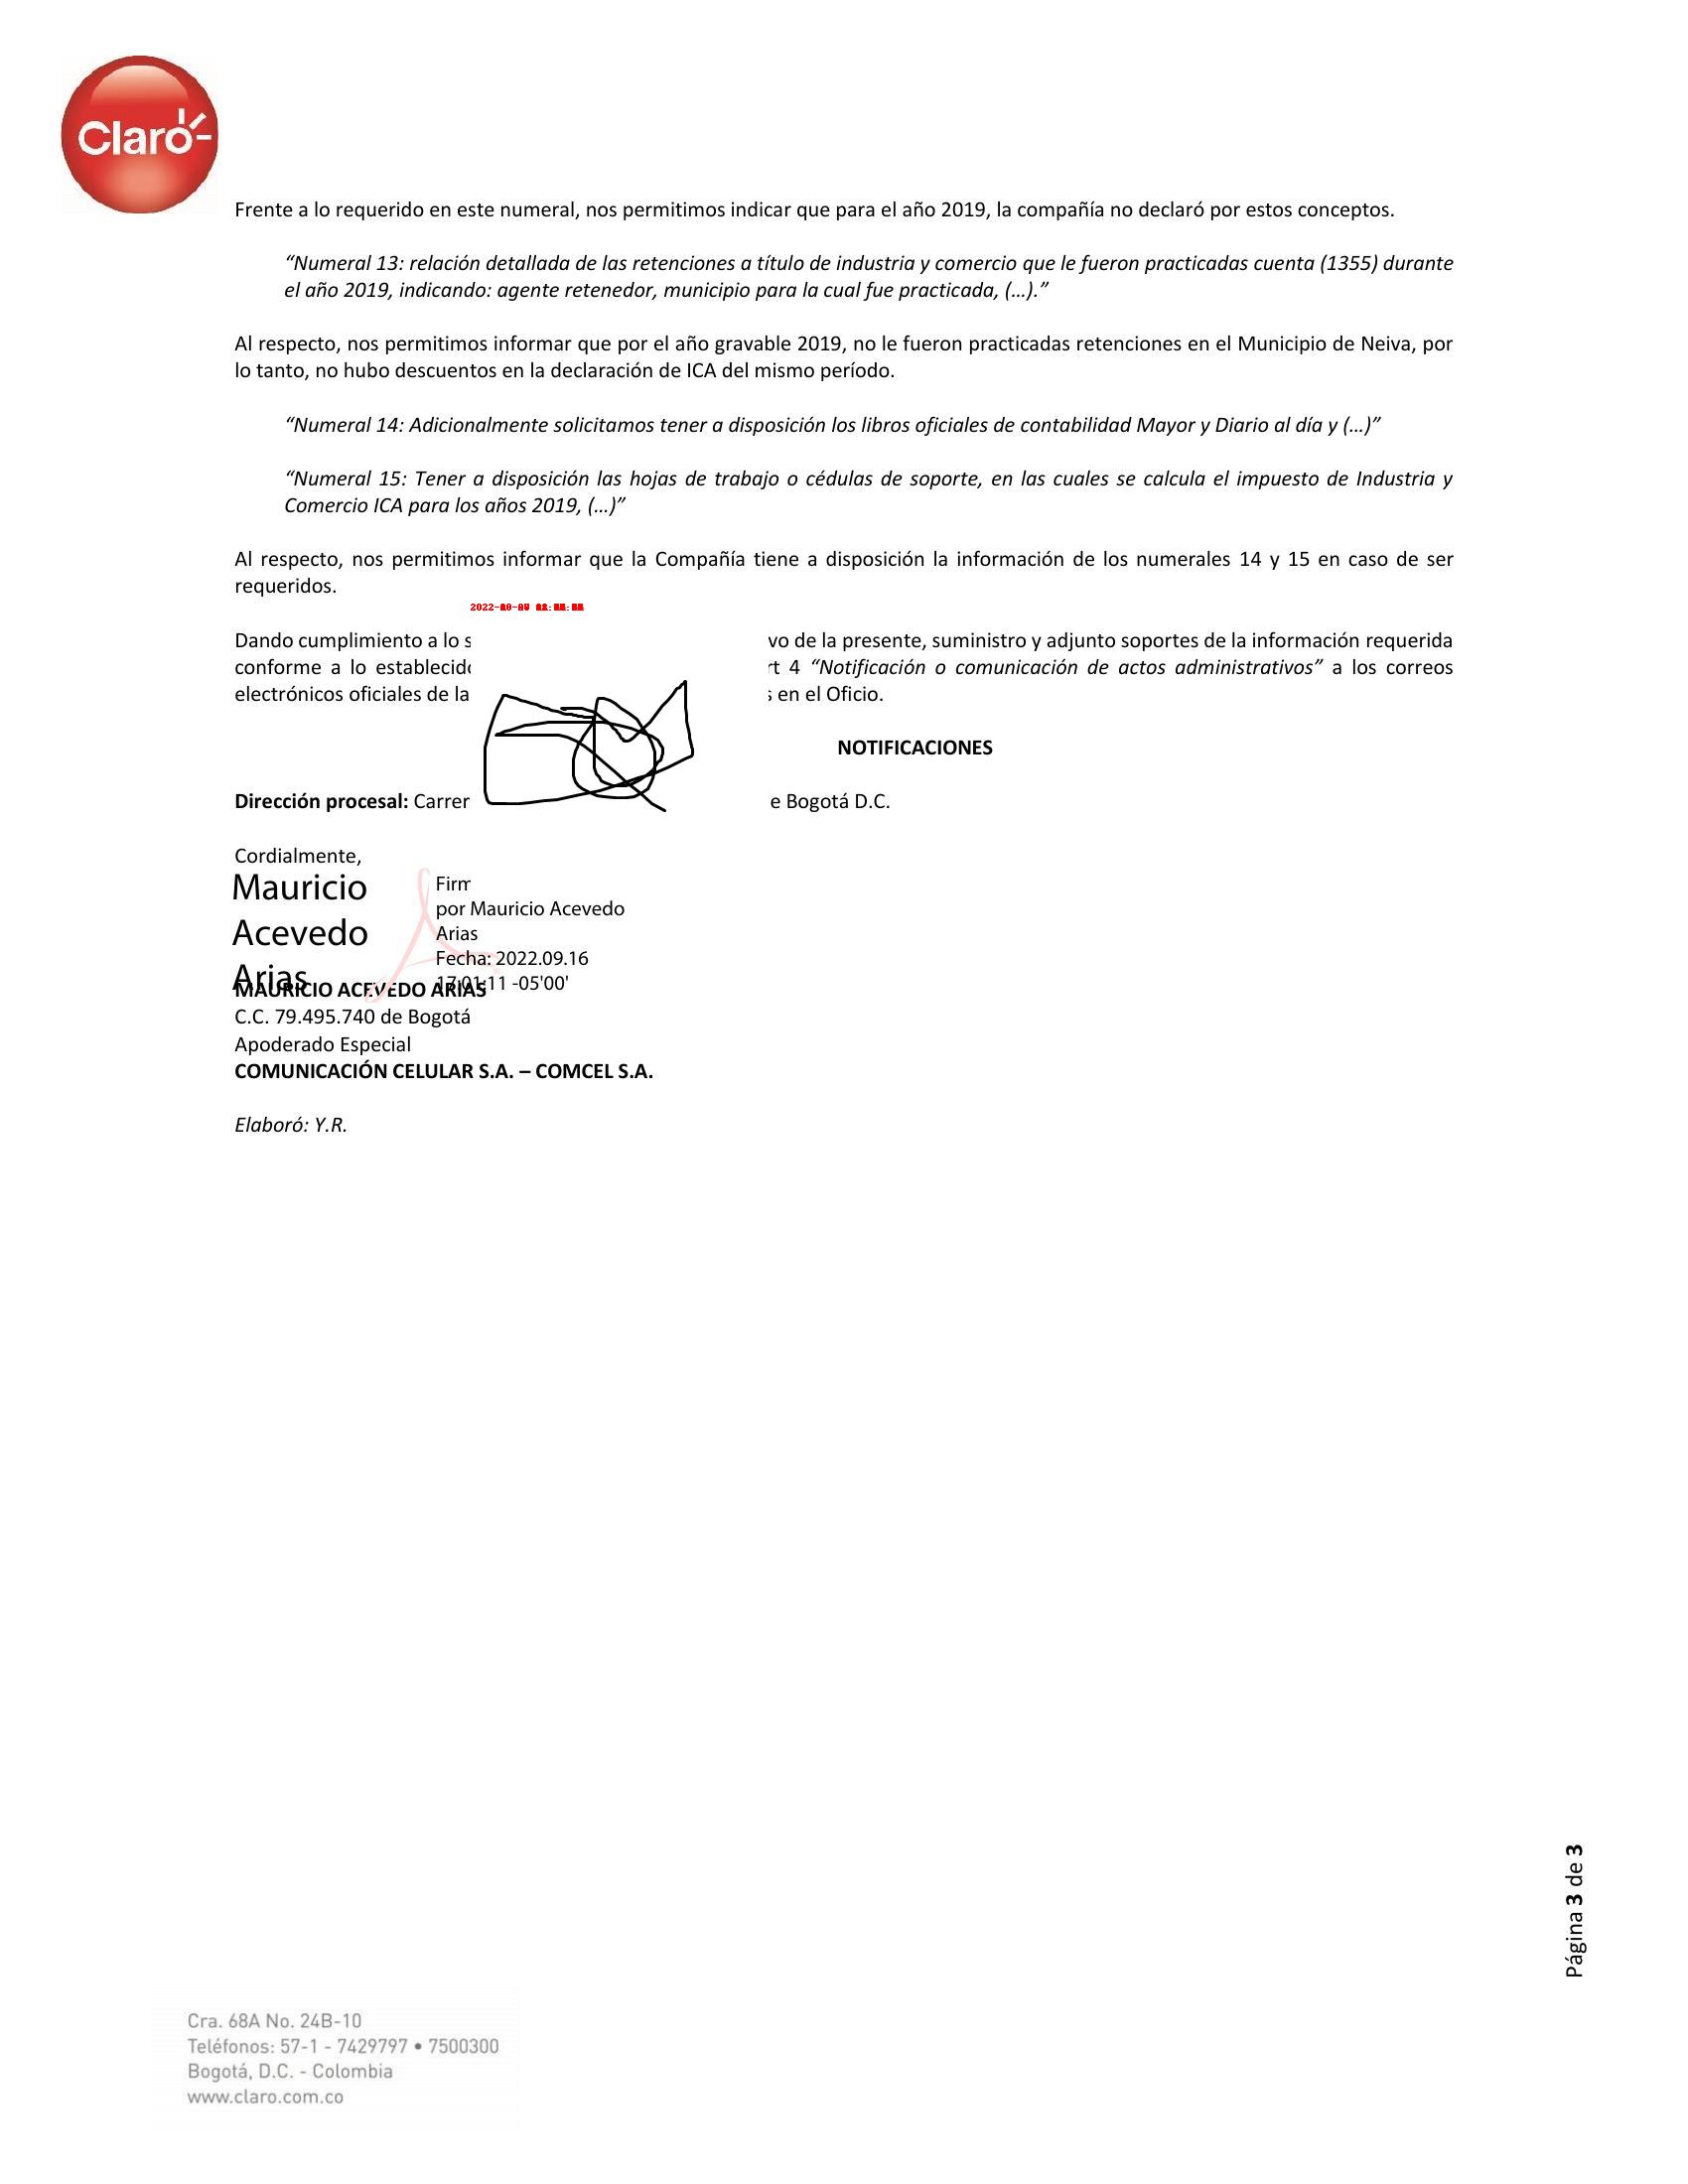 Claro
Frente a lo requerido en este numeral, nos permitimos indicar que para el año 2019, la compañía no declaró por estos conceptos.
“Numeral 13: relación detallada de las retenciones a título de industria y comercio que le fueron practicadas cuenta (1355) durante
el año 2019, indicando: agente retenedor, municipio para la cual fue practicada, (…).”
Al respecto, nos permitimos informar que por el año gravable 2019, no le fueron practicadas retenciones en el Municipio de Neiva, por
lo tanto, no hubo descuentos en la declaración de ICA del mismo período.
“Numeral 14: Adicionalmente solicitamos tener a disposición los libros oficiales de contabilidad Mayor y Diario al día y (…)”
“Numeral 15: Tener a disposición las hojas de trabajo o cédulas de soporte, en las cuales se calcula el impuesto de Industria y
Comercio ICA para los años 2019, (…)”
Al respecto, nos permitimos informar que la Compañía tiene a disposición la información de los numerales 14 y 15 en caso de ser
requeridos.
Dando cumplimiento a lo de la presente, suministro y adjunto soportes de la información requerida
conforme a lo 4 “Notificación o comunicación de actos administrativos” a los correos
electrónicos oficiales de la en el Oficio.
NOTIFICACIONES
Dirección procesal: Bogotá D.C.
Cordialmente,
Mauricio
Acevedo
Arias
por Mauricio Acevedo
Arias
Fecha: 2022.09.16
17:01:11 -05'00'
MAURICIO ACEVEDO ARIAS
C.C. 79.495.740 de Bogotá
Apoderado Especial
COMUNICACIÓN CELULAR S.A. – COMCEL S.A.
Elaboró: Y.R.
Página 3 de 3
Cra. 68A No. 24B-10
Teléfonos: 57-1 - 7429797 • 7500300
Bogotá, D.C. - Colombia
www.claro.com.co